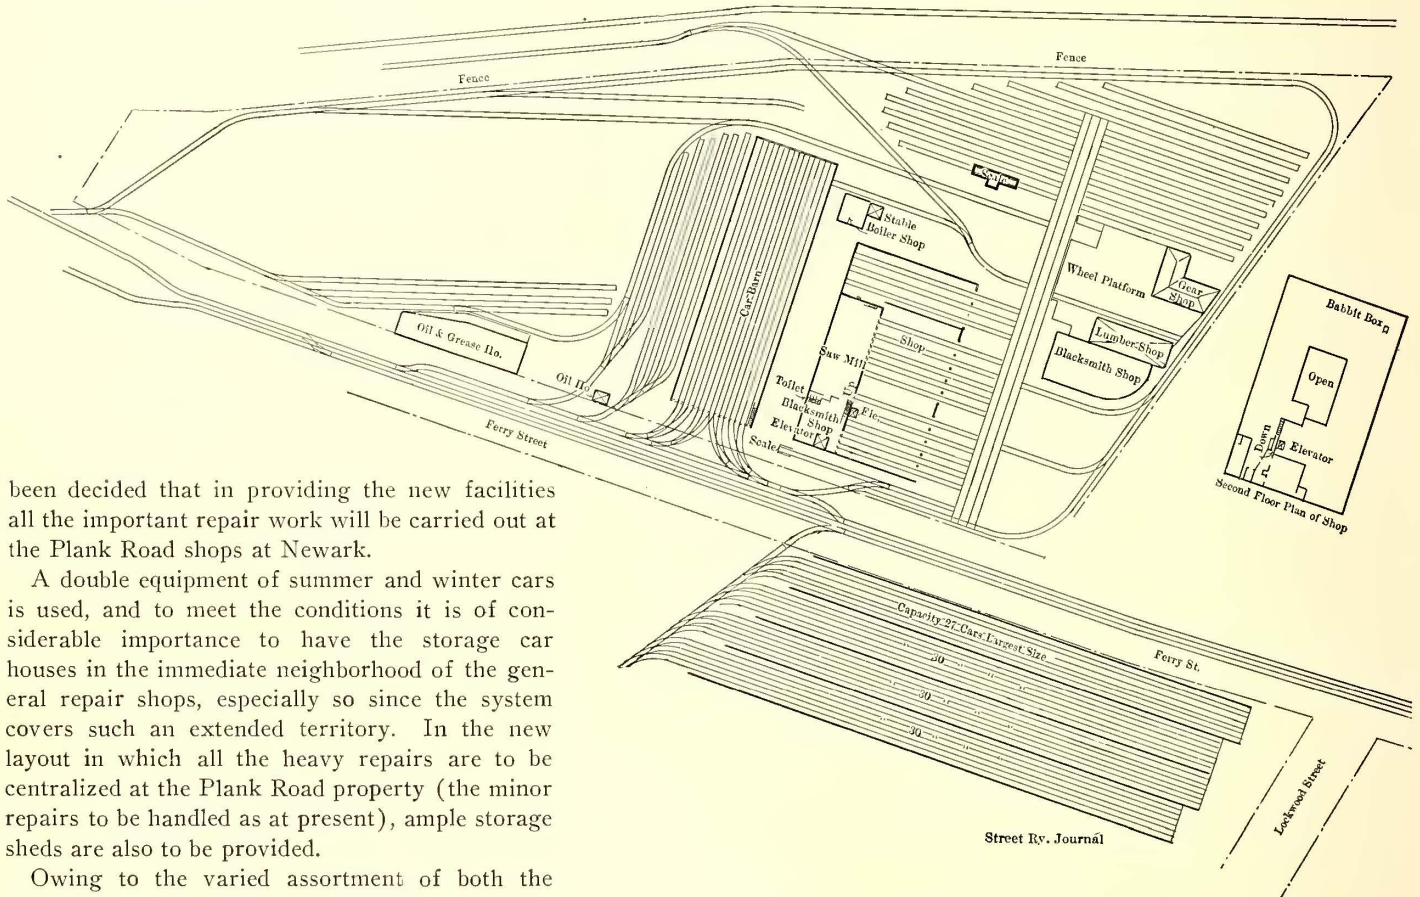 Fence
Fence
Scale
Stable
Boiler Shop
Wheel Platform
Gear
Shop
Lumber Shop
Blacksmith Shop
Car Barn
Shop
Saw Mill
Up
Toilet
Blacksmith
Shop
Elevator
Scale
Oil & Grease Ho.
Oil Ho.
Ferry Street
Babbit Box
Open
Down
Elevator
Second Floor Plan of Shop
Capacity 27 Cars Largest Size
30 " "
30 " "
30 " "
Ferry St.
Lockwood Street
Street Ry. Journal
been decided that in providing the new facilities
all the important repair work will be carried out at
the Plank Road shops at Newark.
A double equipment of summer and winter cars
is used, and to meet the conditions it is of con-
siderable importance to have the storage car
houses in the immediate neighborhood of the gen-
eral repair shops, especially so since the system
covers such an extended territory. In the new
layout in which all the heavy repairs are to be
centralized at the Plank Road property (the minor
repairs to be handled as at present), ample storage
sheds are also to be provided.
Owing to the varied assortment of both the